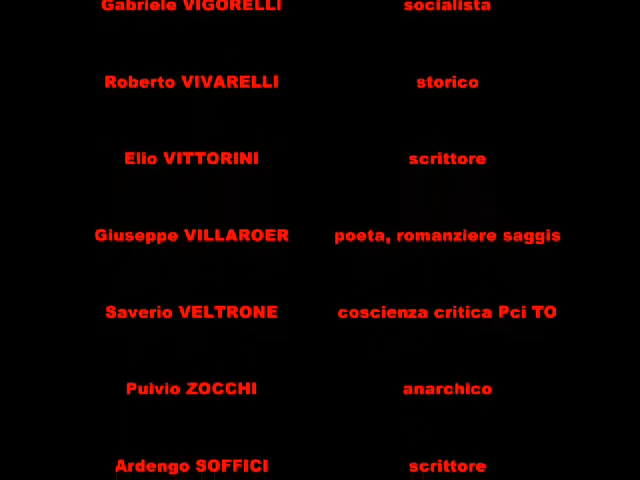 Gabriele VIGORELLI socialista
Roberto VIVARELLI storico
Elio VITTORINI scrittore
Giuseppe VILLAROER poeta, romanziere saggis
Saverio VELTRONE coscienza critica Pci TO
Pulvio ZOCCHI anarchico
Ardengo SOFFICI scrittore